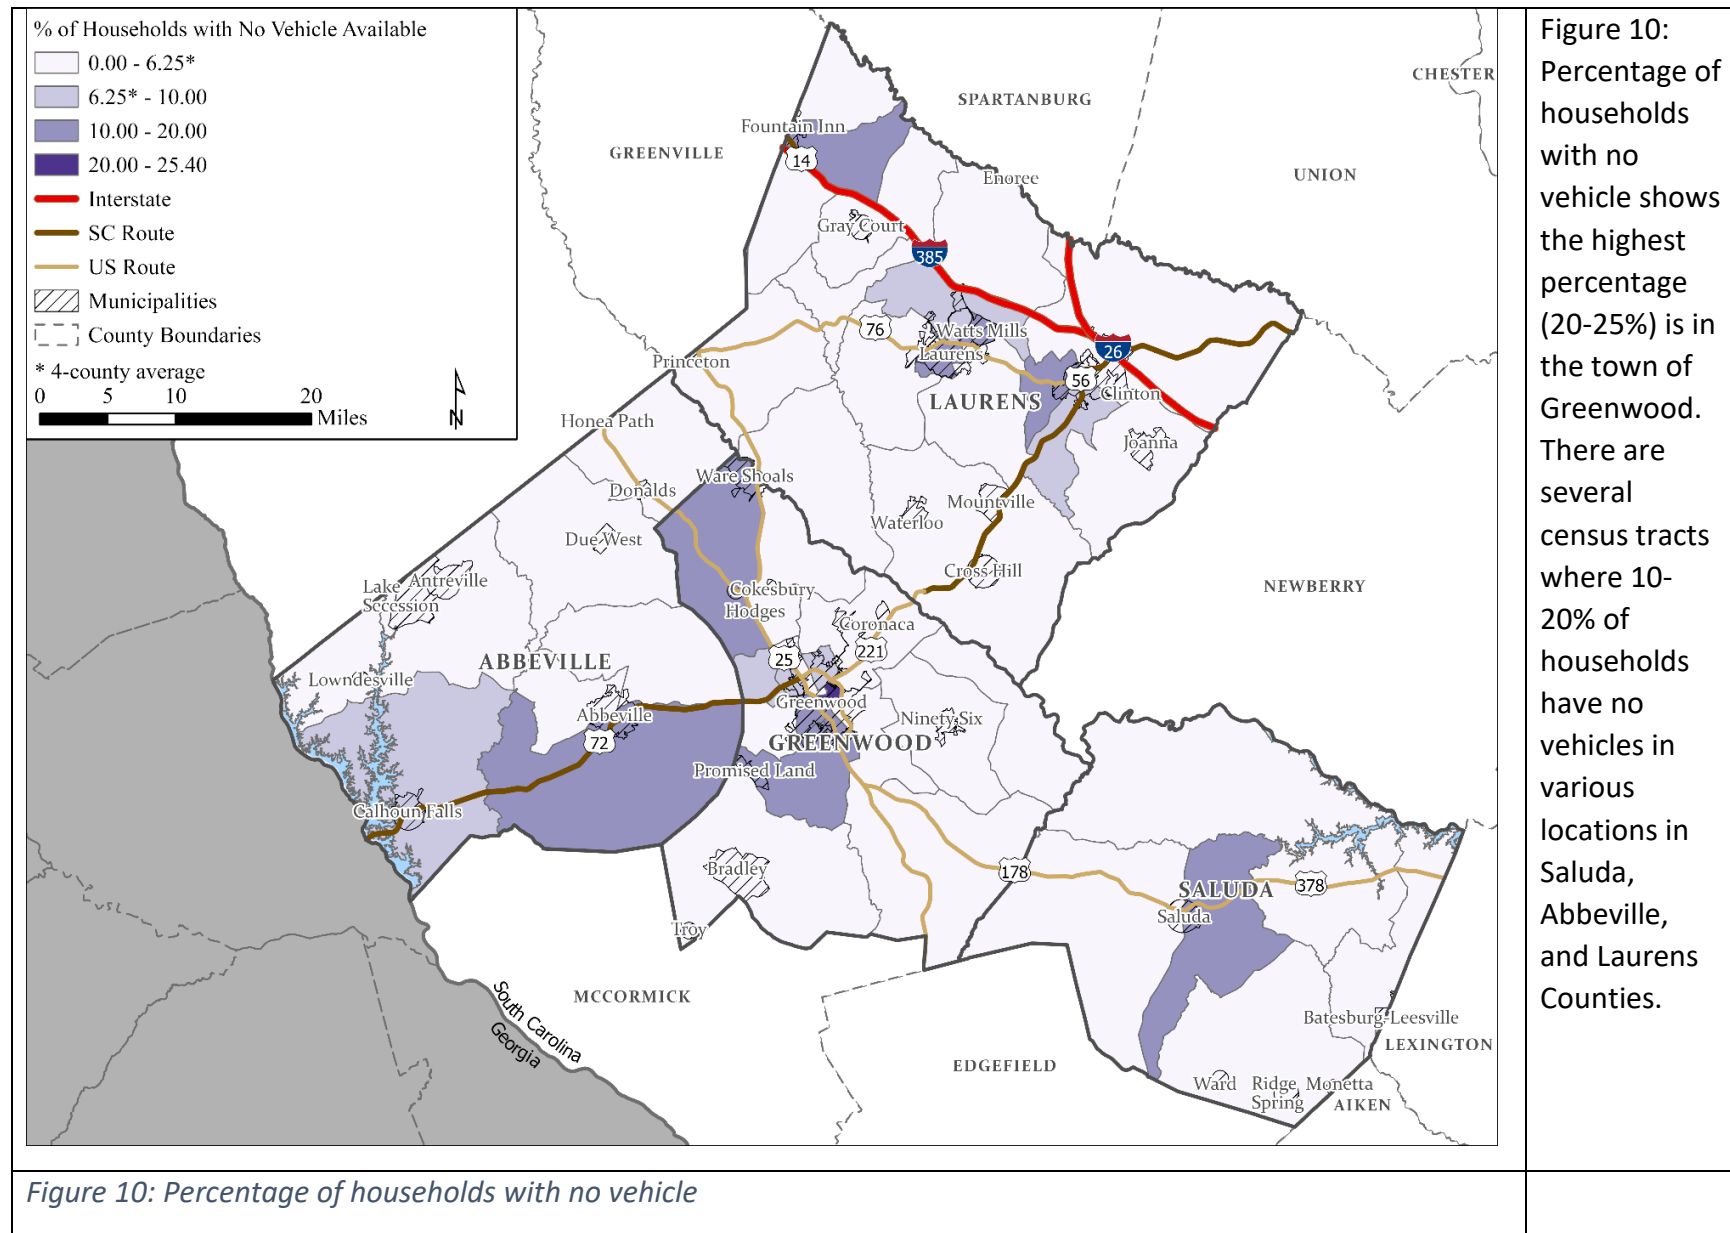 % of Households with No Vehicle Available
0.00 - 6.25*
6.25* - 10.00
10.00 - 20.00
20.00 - 25.40
Interstate
SC Route
US Route
Municipalities
County Boundaries
* 4-county average
0 5 10 20
Miles
N
CHESTER
SPARTANBURG
Fountain Inn
GREENVILLE
14
UNION
Enoree
Gray Court
385
76
Watts Mills
Laurens
26
Princeton
56
Clinton
LAURENS
Honea Path
Joanna
Ware Shoals
Donalds
Mountville
Waterloo
Due West
Cross Hill
Lake
Secession
Antreville
NEWBERRY
Cokesbury
Hodges
Coronaca
221
25
ABBEVILLE
Lowndesville
Greenwood
Abbeville
Ninety Six
72
GREENWOOD
Promised Land
Calhoun Falls
Bradley
178
SALUDA
378
Saluda
Troy
MCCORMICK
South Carolina
Georgia
Batesburg-Leesville
LEXINGTON
EDGEFIELD
Ward
Ridge
Spring
Monetta
AIKEN
Figure 10:
Percentage of
households
with no
vehicle shows
the highest
percentage
(20-25%) is in
the town of
Greenwood.
There are
several
census tracts
where 10-
20% of
households
have no
vehicles in
various
locations in
Saluda,
Abbeville,
and Laurens
Counties.
Figure 10: Percentage of households with no vehicle